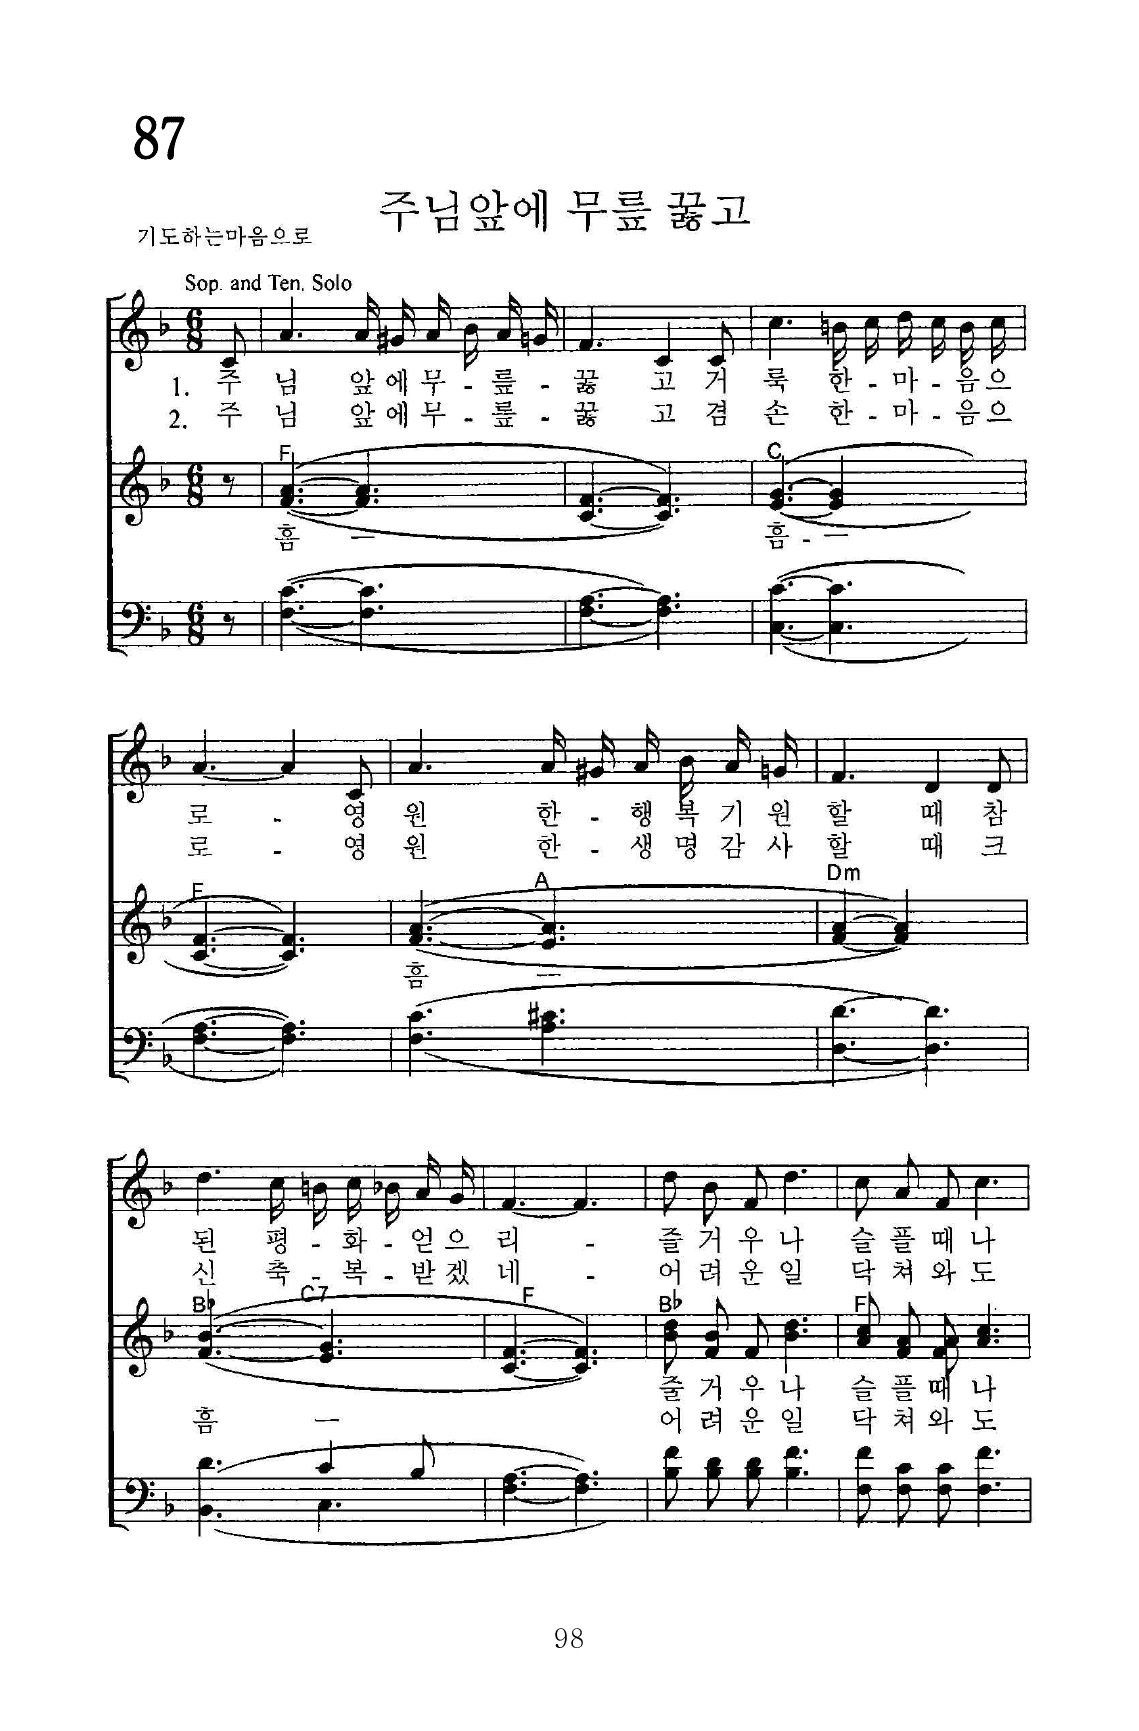 87
주님앞에 무릎 꿇고
기도하는마음으로
Sop. and Ten. Solo
1. 주 님 앞에무 - 릎 - 꿇 고 거 룩 한 - 마 - 음으
2. 주 님 앞에무 - 릎 - 꿇 고 겸 손 한 - 마 - 음으
F C
흠 ㅡ 흠 - ㅡ
로 - 영 원 한 - 행 복 기 원 할 때 참
로 - 영 원 한 - 생 명 감 사 할 때 크
F A Dm
흠 ㅡ
된 평 - 화 - 얻 으 리 - 즐 거 우 나 슬 플 때 나
신 축 - 복 - 받 겠 네 - 어 려 운 일 닥 쳐 와 도
B♭ C7 F B♭ F
줄 거 우 나 슬 플 때 나
흠 ㅡ 어 려 운 일 닥 쳐 와 도
98